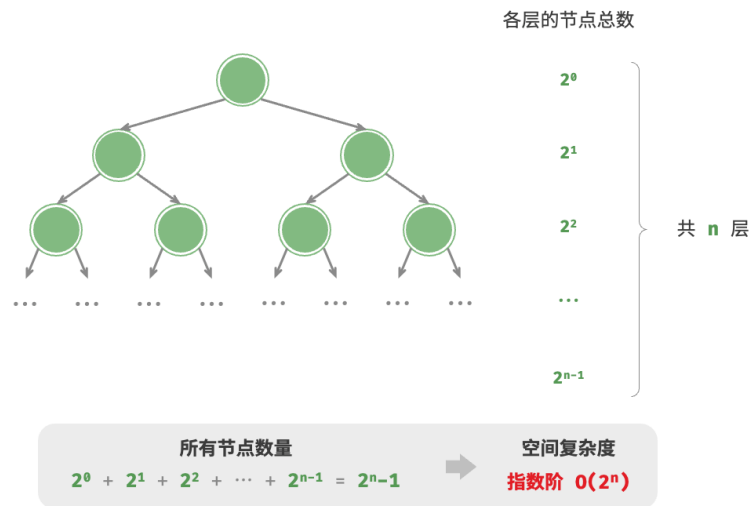 各层的节点总数
2⁰
2¹
2²
共 n 层
... ... ... ... ... ... ... ... ...
2ⁿ⁻¹
所有节点数量
2⁰ + 2¹ + 2² + ... + 2ⁿ⁻¹ = 2ⁿ-1
空间复杂度
指数阶 O(2ⁿ)